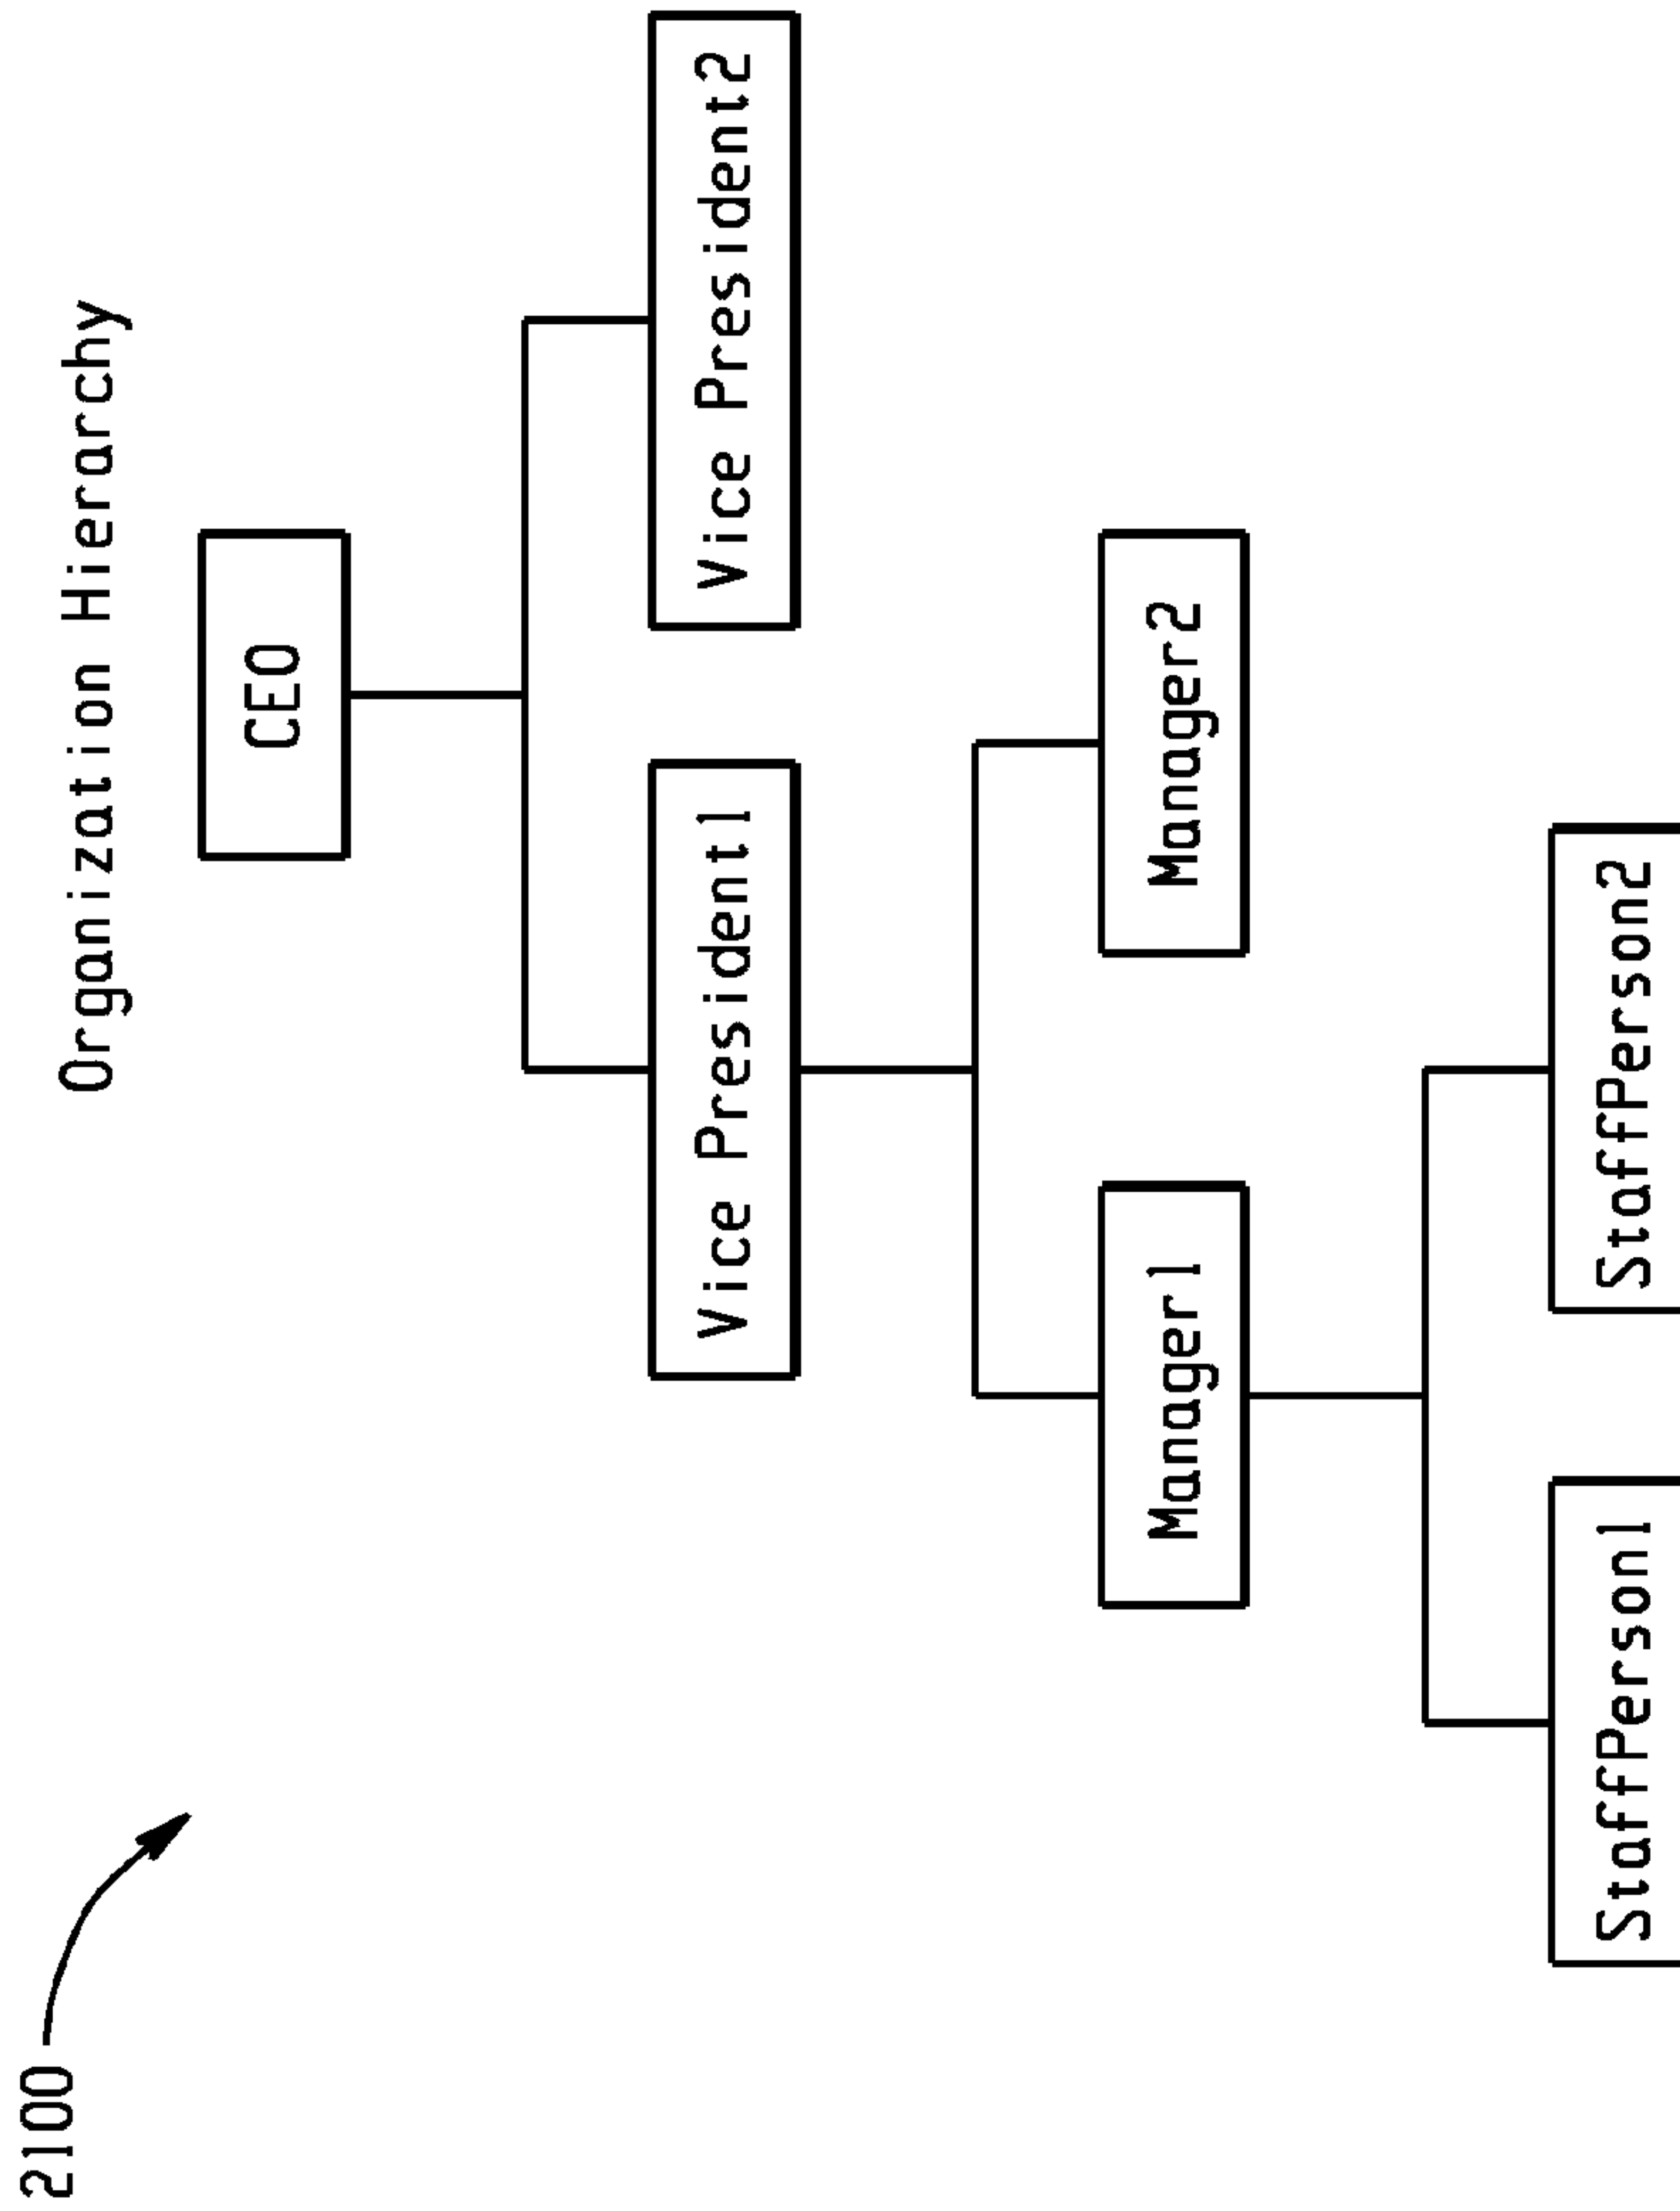 2100
Organization Hierarchy
CEO
Vice President1
Vice President2
Manager1
Manager2
StaffPerson1
StaffPerson2